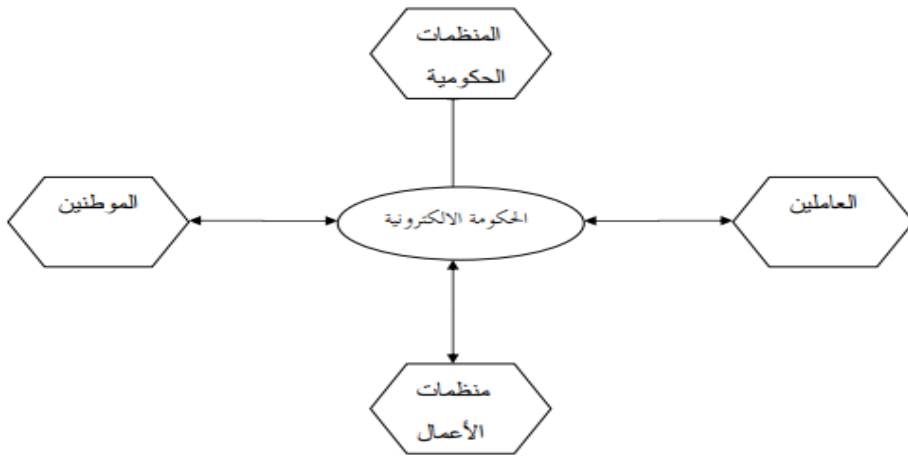 المنظمات
الحكومية
العاملين
الحكومة الالكترونية
الموطنين
منظمات
الأعمال